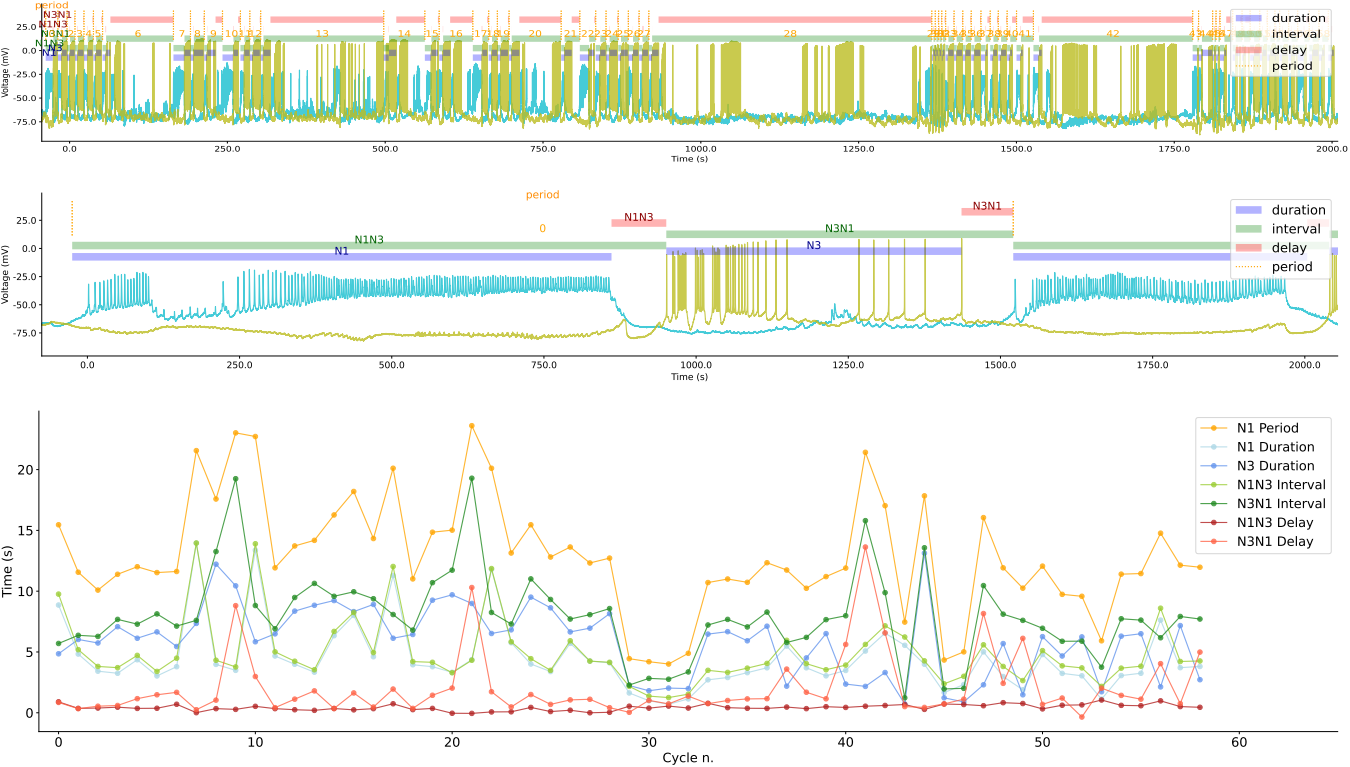 period
N3N1
N1N3
N3N1
N1N3
N3
N1
6
7
8
9
13
14
15
16
19
20
21
28
42
Voltage (mV)
25.0
0.0
-25.0
-50.0
-75.0
duration
interval
delay
period
0.0
250.0
500.0
750.0
1000.0
1250.0
1500.0
1750.0
2000.0
Time (s)
period
N1N3
N3N1
0
N1N3
N3N1
N1
N3
Voltage (mV)
25.0
0.0
-25.0
-50.0
-75.0
duration
interval
delay
period
0.0
250.0
500.0
750.0
1000.0
1250.0
1500.0
1750.0
2000.0
Time (s)
N1 Period
N1 Duration
N3 Duration
N1N3 Interval
N3N1 Interval
N1N3 Delay
N3N1 Delay
Time (s)
20
15
10
5
0
0
10
20
30
40
50
60
Cycle n.